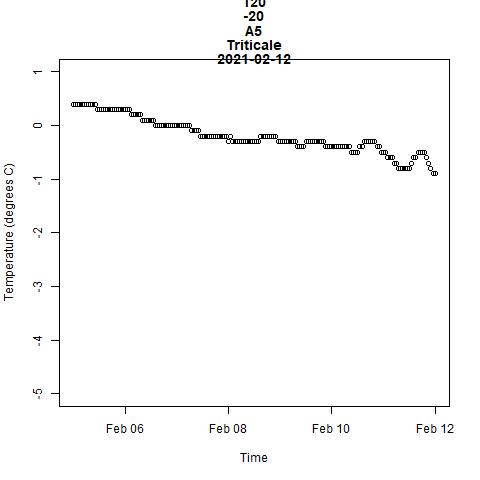 120
-20
A5
Triticale
2021-02-12
Temperature (degrees C)
1
0
-1
-2
-3
-4
-5
Feb 06
Feb 08
Feb 10
Feb 12
Time